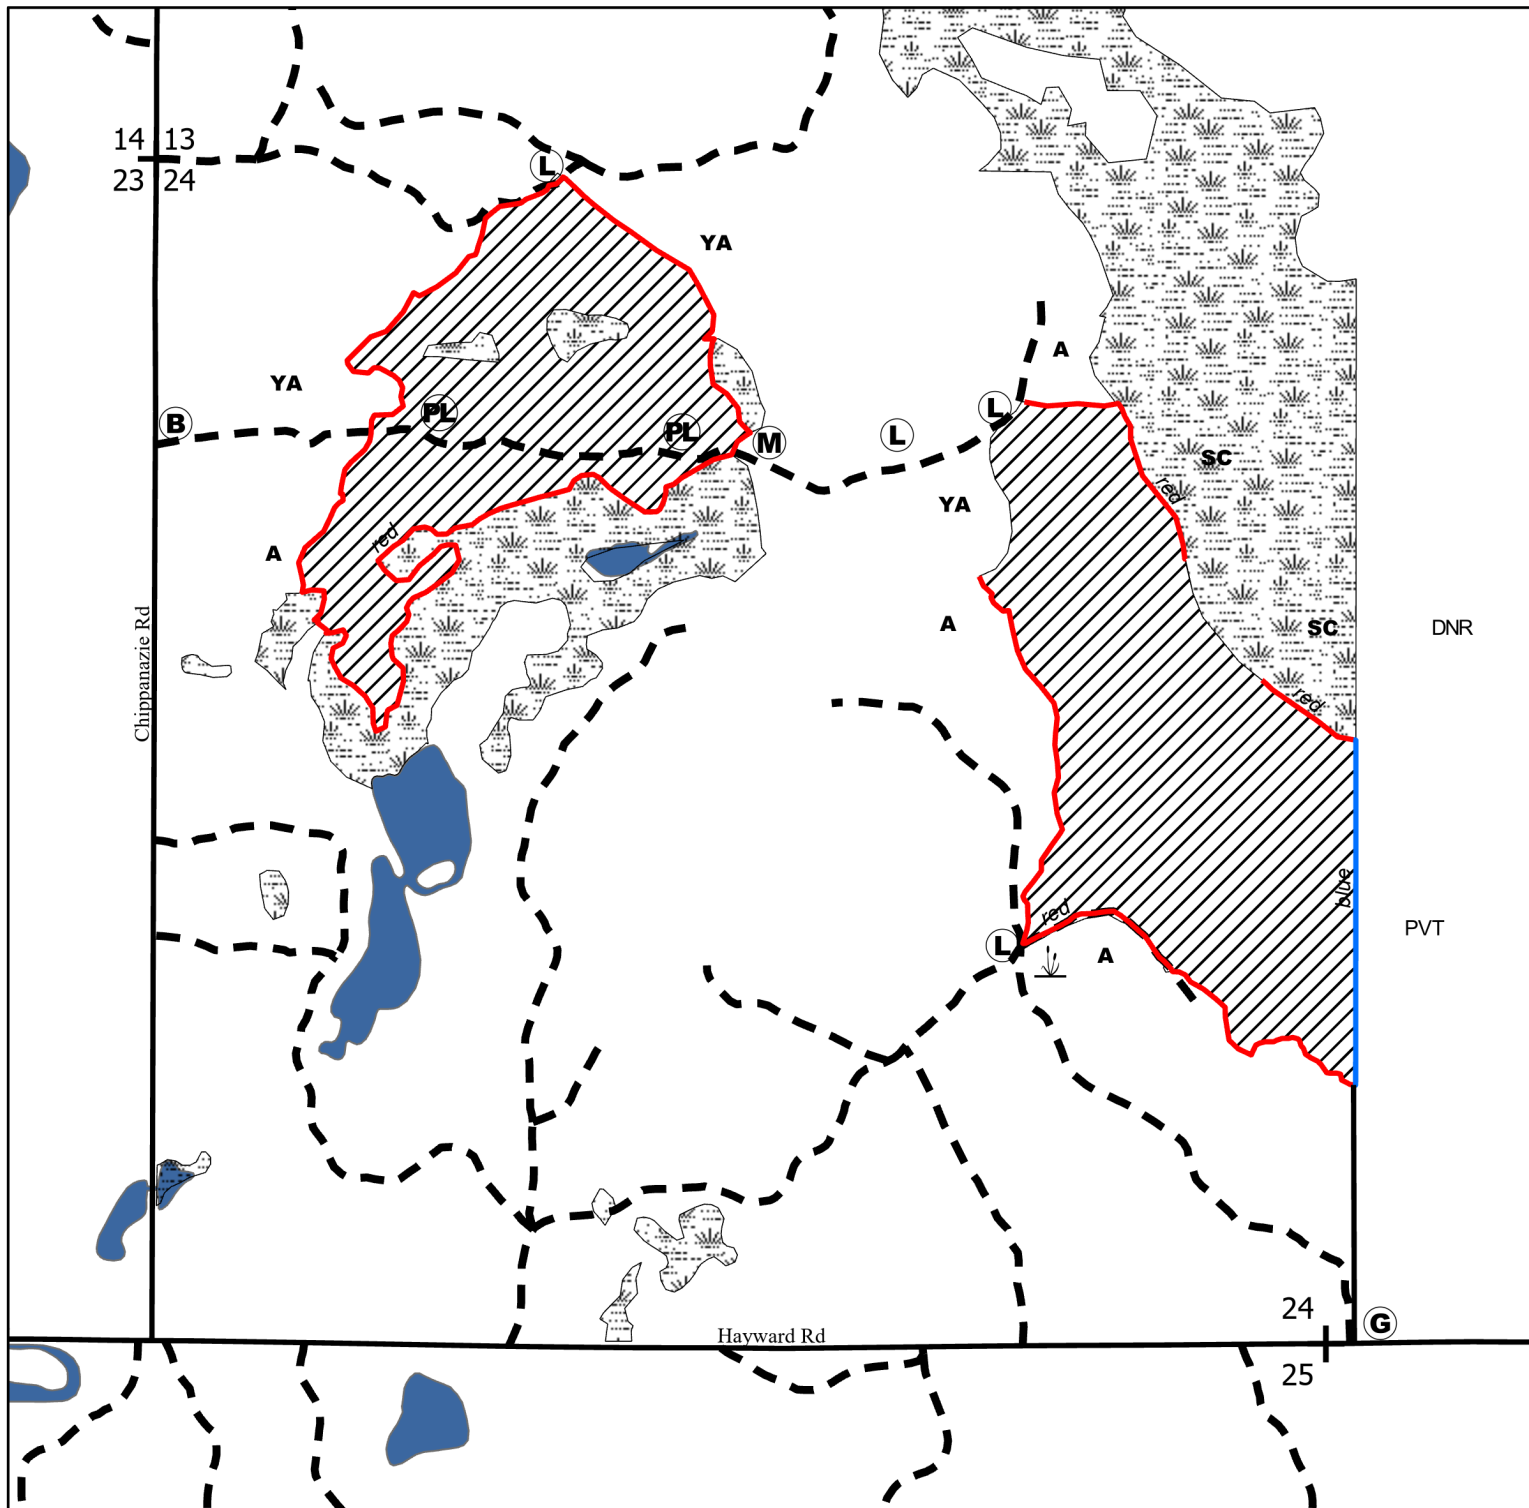 14 13
23 24
L
YA
A
YA
L
PL
B
PL
L
M
SC
red
YA
red
A
A
SC
DNR
Chippanazie Rd
red
blue
red
PVT
L
A
24
G
Hayward Rd
25